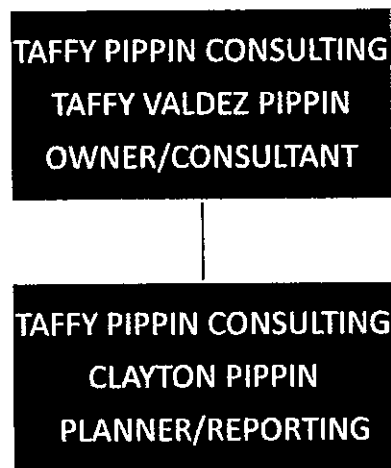 TAFFY PIPPIN CONSULTING
TAFFY VALDEZ PIPPIN
OWNER/CONSULTANT
TAFFY PIPPIN CONSULTING
CLAYTON PIPPIN
PLANNER/REPORTING